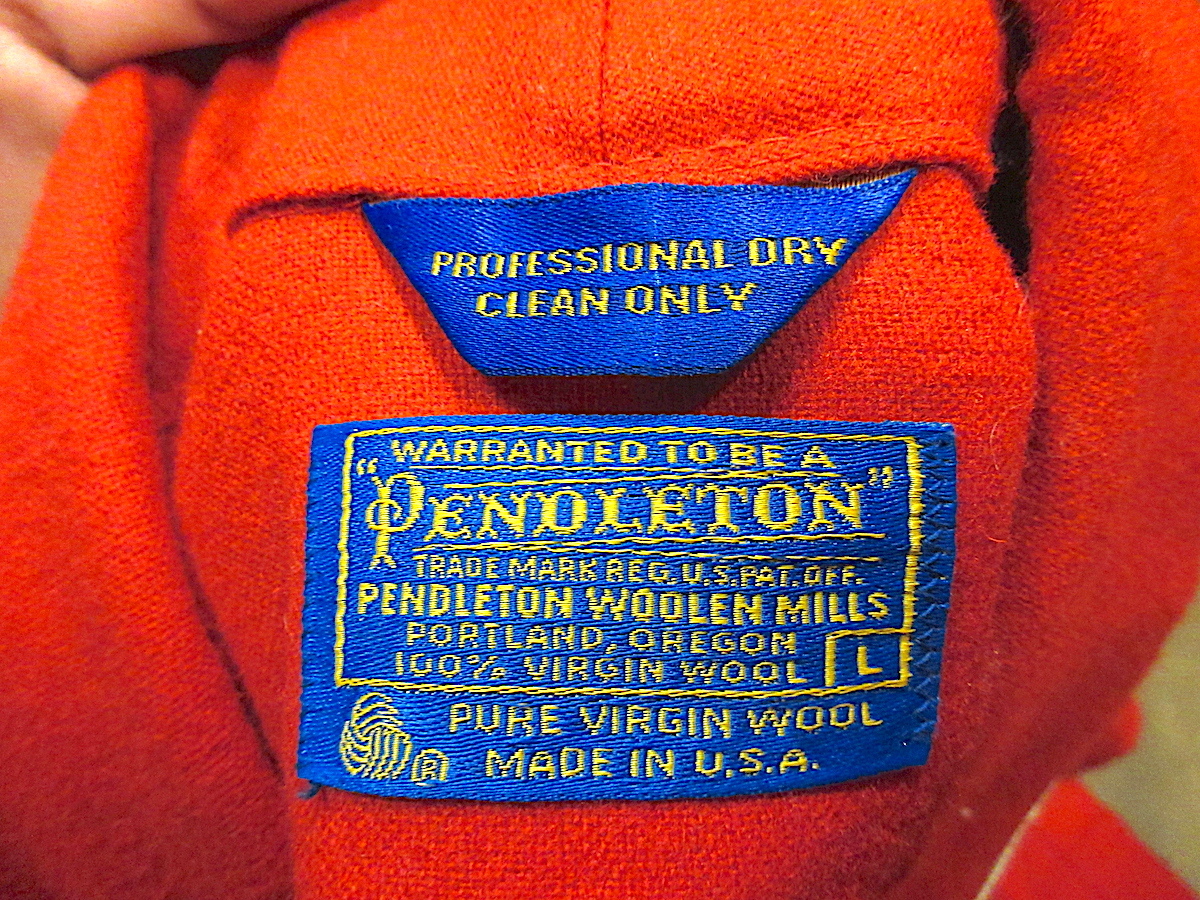 PROFESSIONAL DRY
CLEAN ONLY
WARRANTED TO BE A
"PENDLETON"
TRADE MARK REG. U.S. PAT. OFF.
PENDLETON WOOLEN MILLS
PORTLAND, OREGON
100% VIRGIN WOOL L
PURE VIRGIN WOOL
® MADE IN U.S.A.